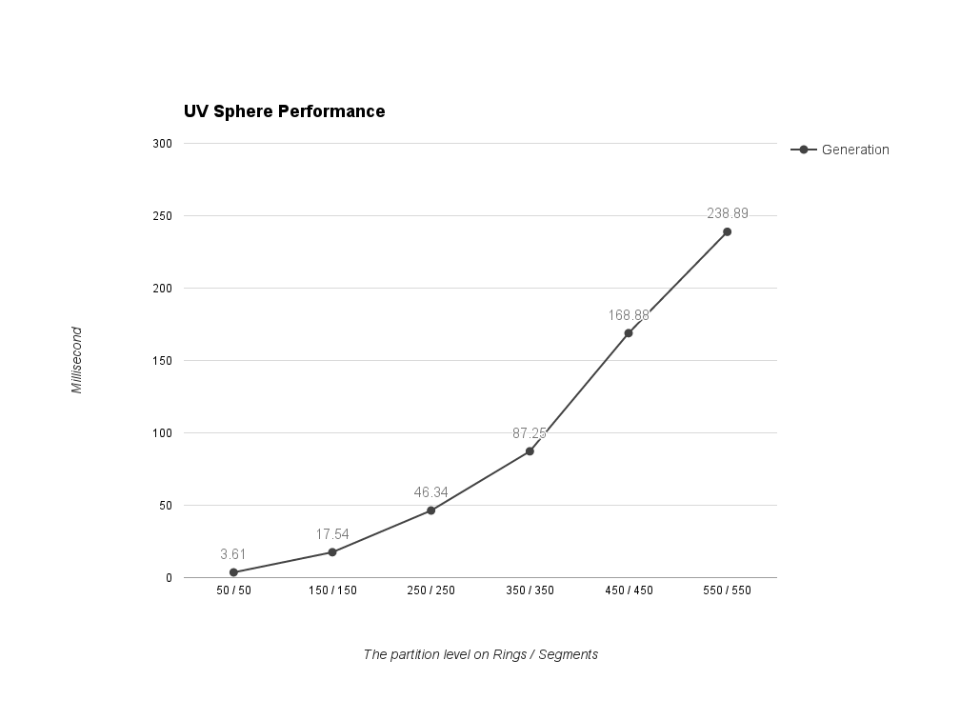 UV Sphere Performance
300
Generation
250
238.89
200
168.88
150
Millisecond
100
87.25
50
46.34
17.54
3.61
0
50 / 50
150 / 150
250 / 250
350 / 350
450 / 450
550 / 550
The partition level on Rings / Segments